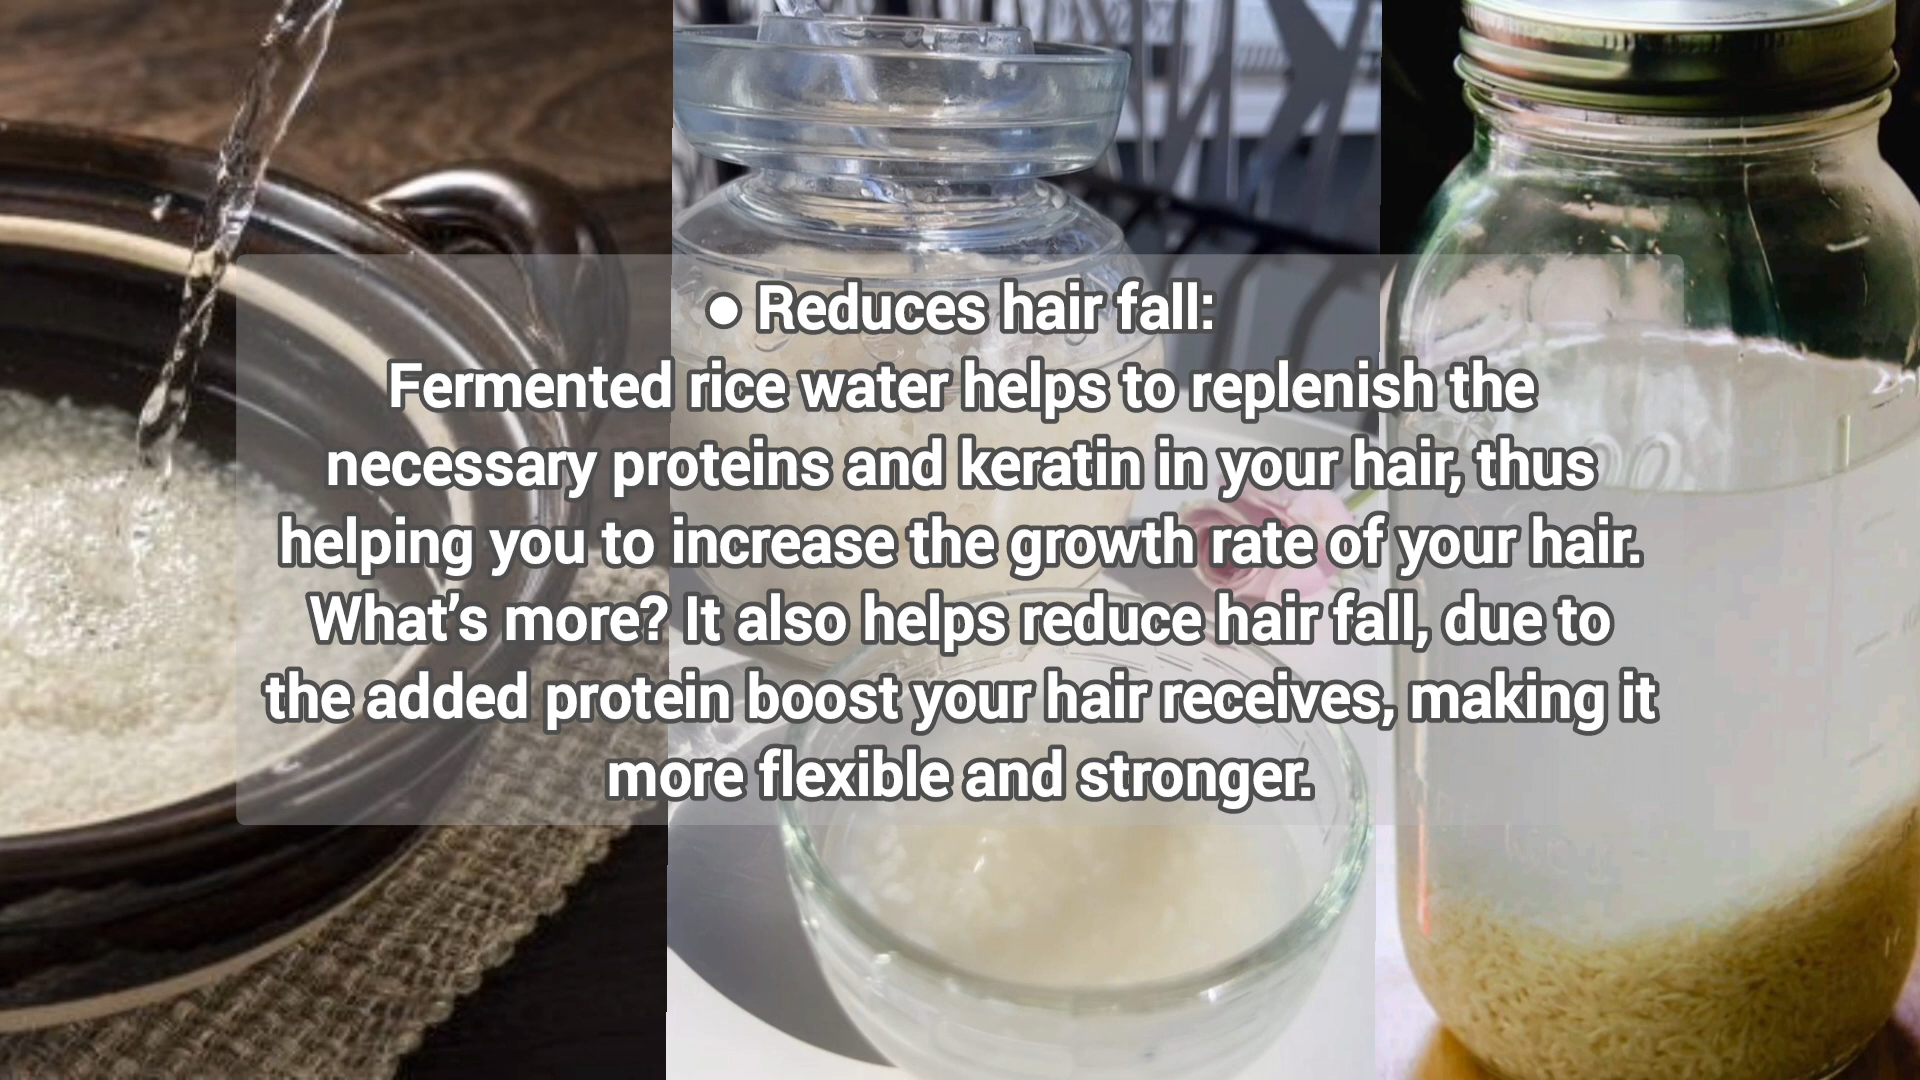 ● Reduces hair fall:
Fermented rice water helps to replenish the
necessary proteins and keratin in your hair, thus
helping you to increase the growth rate of your hair.
What's more? It also helps reduce hair fall, due to
the added protein boost your hair receives, making it
more flexible and stronger.